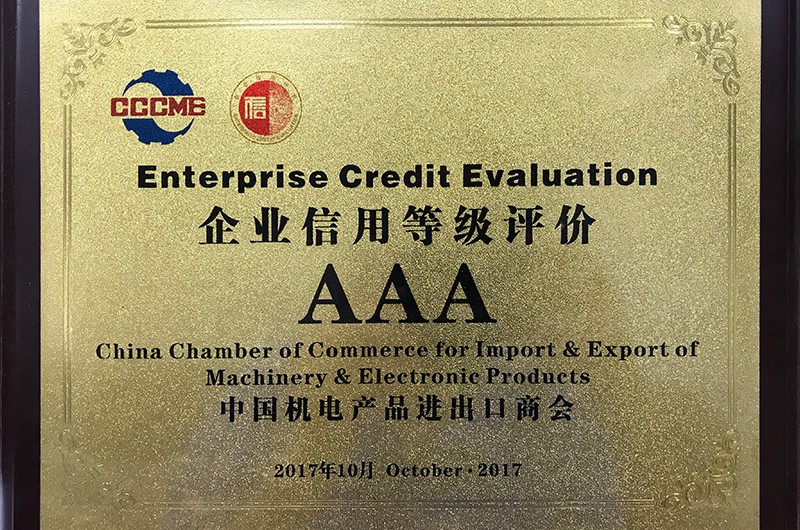 CCCME
信
Enterprise Credit Evaluation
企业信用等级评价
AAA
China Chamber of Commerce for Import & Export of
Machinery & Electronic Products
中国机电产品进出口商会
2017年10月 October·2017